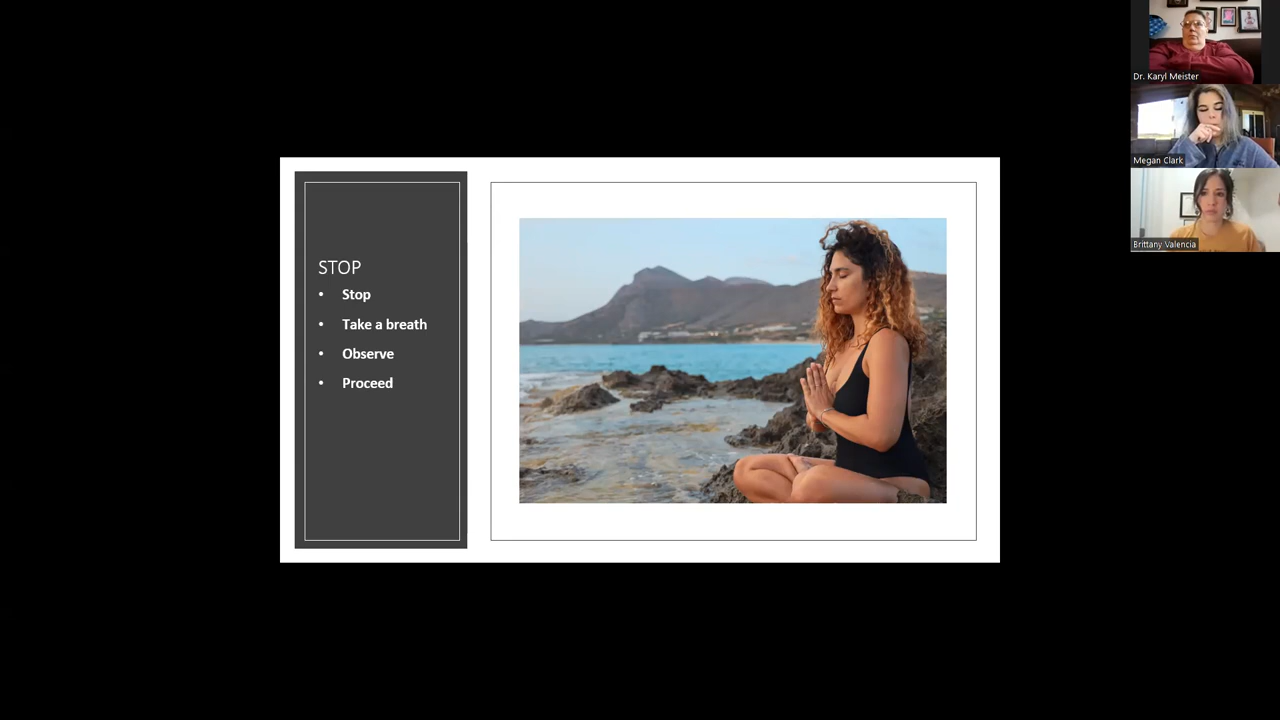 STOP
• Stop
• Take a breath
• Observe
• Proceed
Dr. Karyl Meister
Megan Clark
Brittany Valencia